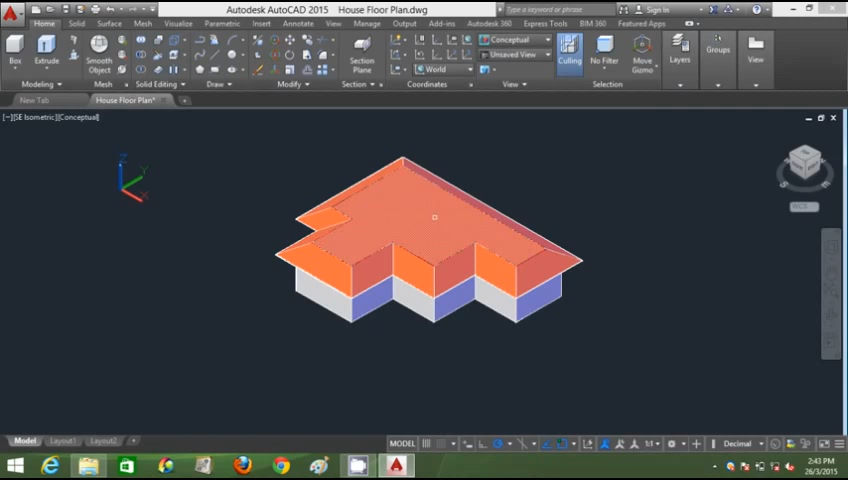 Autodesk AutoCAD 2015 House Floor Plan.dwg
Type a keyword or phrase
Sign In
Home Solid Surface Mesh Visualize Parametric Insert Annotate View Manage Output Add-ins Autodesk 360 Express Tools BIM 360 Featured Apps
Box Extrude Smooth Object Section Plane Conceptual Unsaved View World Culling No Filter Move Gizmo Layers Groups View
Modeling Mesh Solid Editing Draw Modify Section Coordinates View Selection
New Tab House Floor Plan*
[−][SE Isometric][Conceptual]
Z
Y
X
WCS
Model Layout1 Layout2
MODEL 1:1 Decimal
2:43 PM
26/3/2015